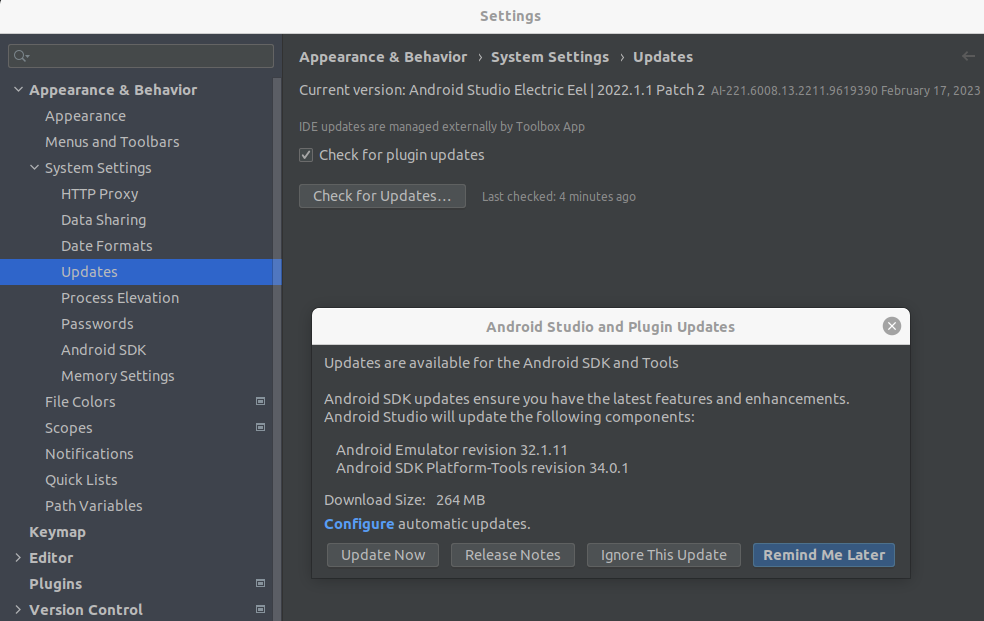 Settings
Appearance & Behavior
Appearance
Menus and Toolbars
System Settings
HTTP Proxy
Data Sharing
Date Formats
Updates
Process Elevation
Passwords
Android SDK
Memory Settings
File Colors
Scopes
Notifications
Quick Lists
Path Variables
Keymap
Editor
Plugins
Version Control
Appearance & Behavior › System Settings › Updates
Current version: Android Studio Electric Eel | 2022.1.1 Patch 2 AI-221.6008.13.2211.9619390 February 17, 2023
IDE updates are managed externally by Toolbox App
Check for plugin updates
Check for Updates... Last checked: 4 minutes ago
Android Studio and Plugin Updates
Updates are available for the Android SDK and Tools
Android SDK updates ensure you have the latest features and enhancements.
Android Studio will update the following components:
Android Emulator revision 32.1.11
Android SDK Platform-Tools revision 34.0.1
Download Size: 264 MB
Configure automatic updates.
Update Now Release Notes Ignore This Update Remind Me Later